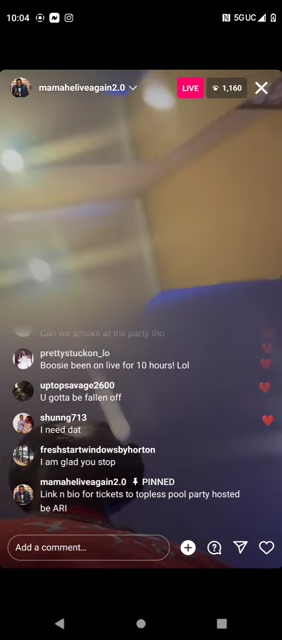 10:04
5GUC
mamaheliveagain2.0
LIVE
1,160
Can we smoke at the party tho
prettystuckon_lo
Boosie been on live for 10 hours! Lol
uptopsavage2600
U gotta be fallen off
shunng713
I need dat
freshstartwindowsbyhorton
I am glad you stop
mamaheliveagain2.0 PINNED
Link n bio for tickets to topless pool party hosted
be ARI
Add a comment...